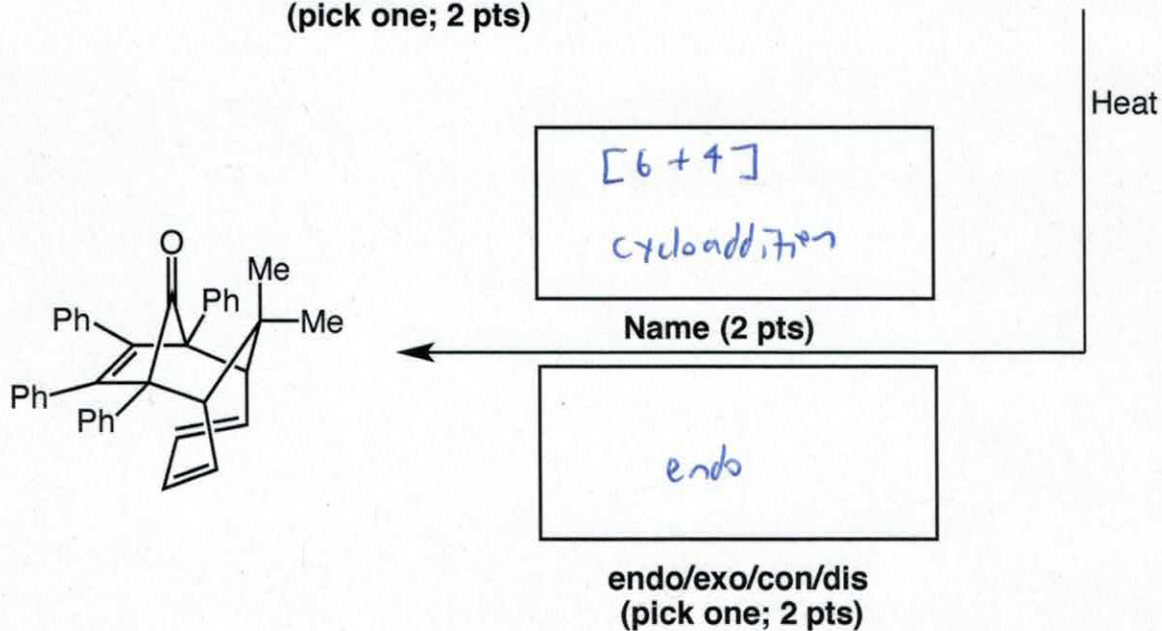 (pick one; 2 pts)
Heat
[6 + 4]
cycloaddition
Name (2 pts)
O
Me
Ph
Me
Ph
Ph
Ph
endo
endo/exo/con/dis
(pick one; 2 pts)